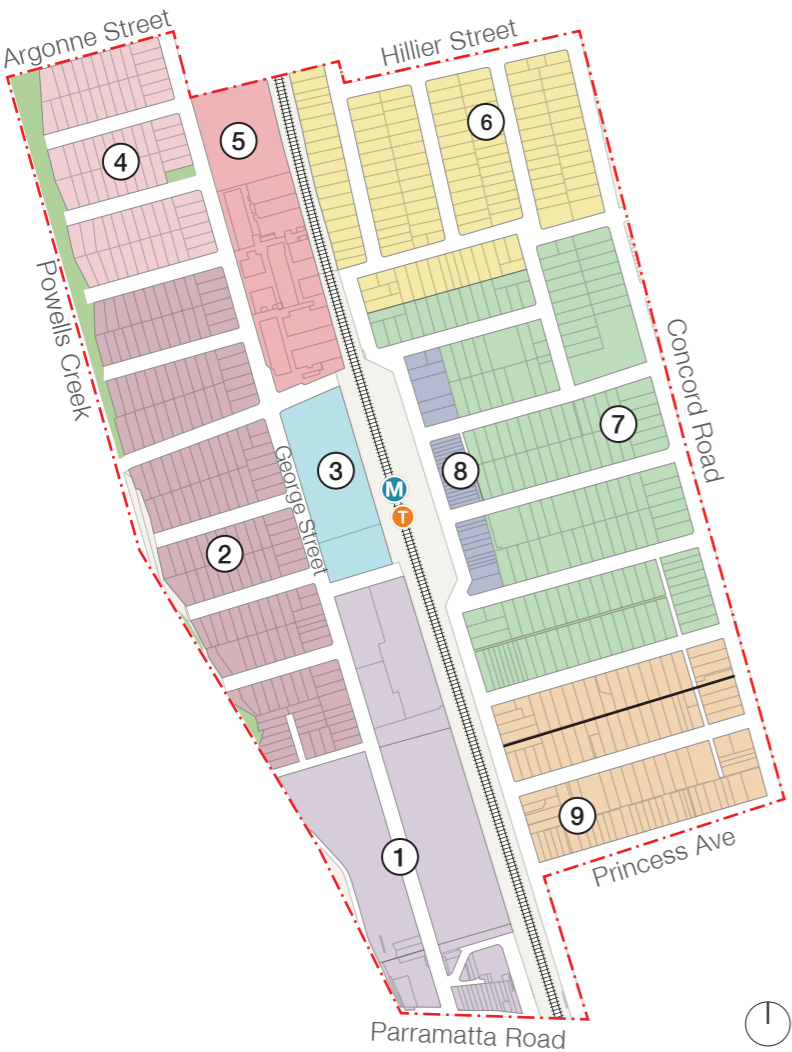 Argonne Street
Hillier Street
6
5
4
Powells Creek
Concord Road
7
George Street
3
8
M
T
2
9
1
Princess Ave
Parramatta Road